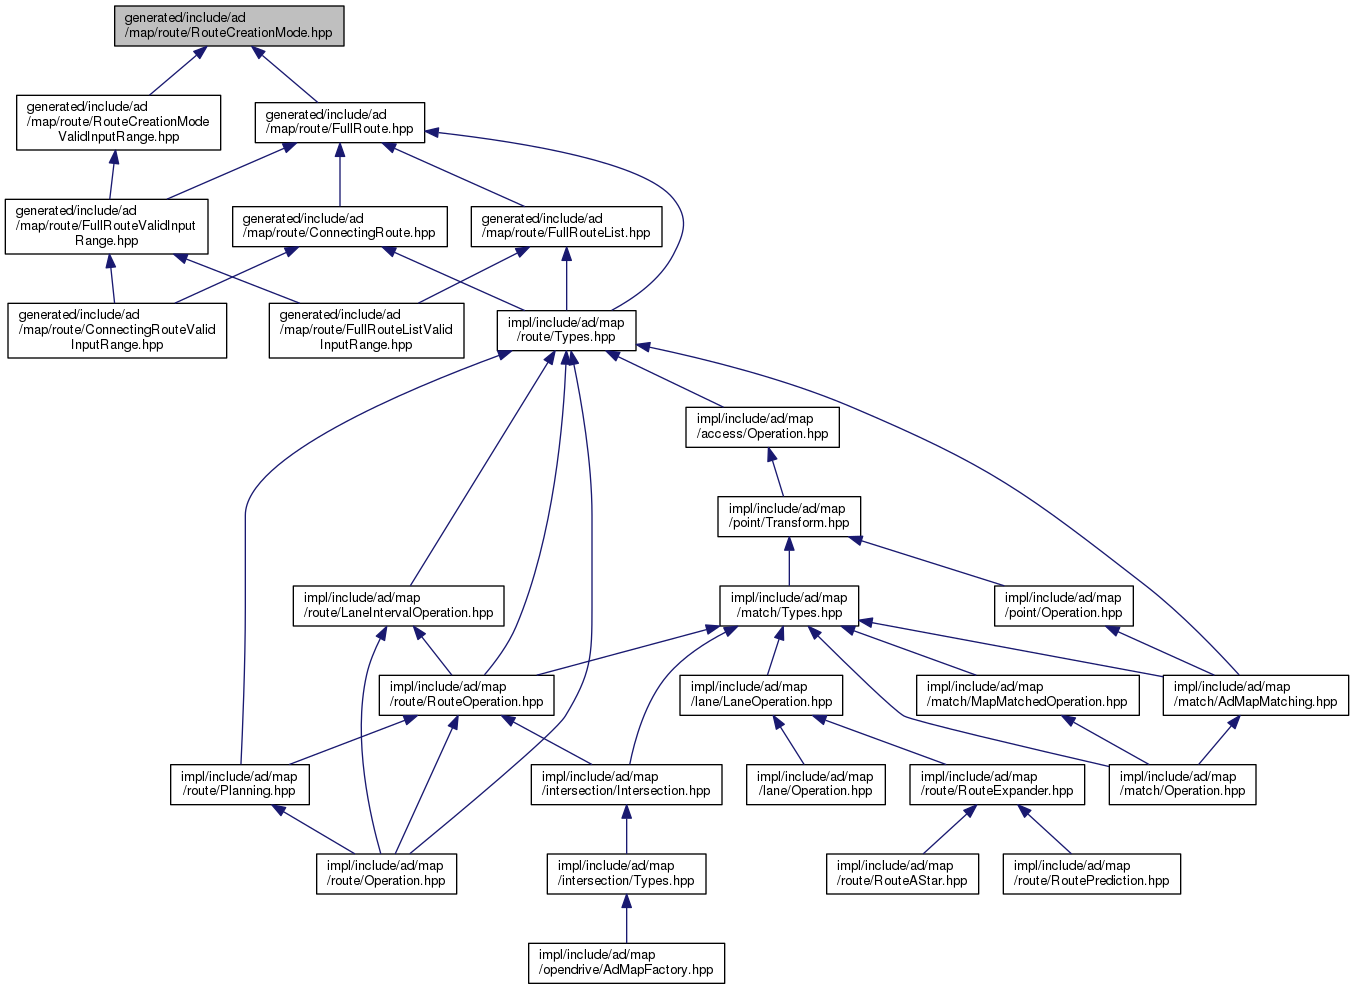 generated/include/ad
/map/route/RouteCreationMode.hpp
generated/include/ad
/map/route/RouteCreationMode
ValidInputRange.hpp
generated/include/ad
/map/route/FullRoute.hpp
generated/include/ad
/map/route/FullRouteValidInput
Range.hpp
generated/include/ad
/map/route/ConnectingRoute.hpp
generated/include/ad
/map/route/FullRouteList.hpp
generated/include/ad
/map/route/ConnectingRouteValid
InputRange.hpp
generated/include/ad
/map/route/FullRouteListValid
InputRange.hpp
impl/include/ad/map
/route/Types.hpp
impl/include/ad/map
/access/Operation.hpp
impl/include/ad/map
/point/Transform.hpp
impl/include/ad/map
/route/LaneIntervalOperation.hpp
impl/include/ad/map
/match/Types.hpp
impl/include/ad/map
/point/Operation.hpp
impl/include/ad/map
/route/RouteOperation.hpp
impl/include/ad/map
/lane/LaneOperation.hpp
impl/include/ad/map
/match/MapMatchedOperation.hpp
impl/include/ad/map
/match/AdMapMatching.hpp
impl/include/ad/map
/route/Planning.hpp
impl/include/ad/map
/intersection/Intersection.hpp
impl/include/ad/map
/lane/Operation.hpp
impl/include/ad/map
/route/RouteExpander.hpp
impl/include/ad/map
/match/Operation.hpp
impl/include/ad/map
/route/Operation.hpp
impl/include/ad/map
/intersection/Types.hpp
impl/include/ad/map
/route/RouteAStar.hpp
impl/include/ad/map
/route/RoutePrediction.hpp
impl/include/ad/map
/opendrive/AdMapFactory.hpp